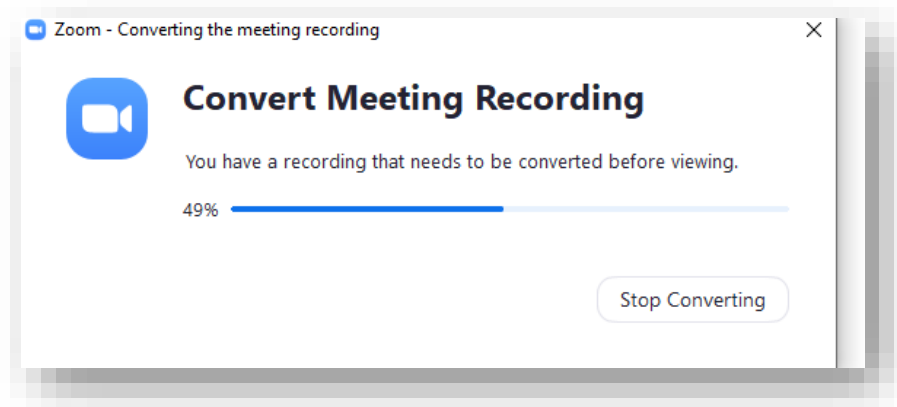 Zoom - Converting the meeting recording
Convert Meeting Recording
You have a recording that needs to be converted before viewing.
49%
Stop Converting